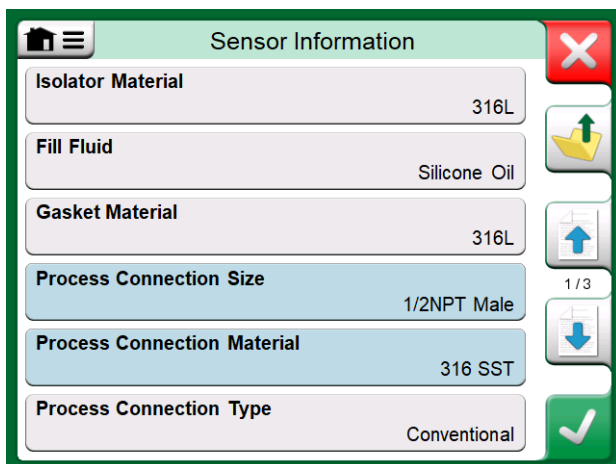 Sensor Information
Isolator Material
316L
Fill Fluid
Silicone Oil
Gasket Material
316L
Process Connection Size
1/2NPT Male
Process Connection Material
316 SST
Process Connection Type
Conventional
1/3